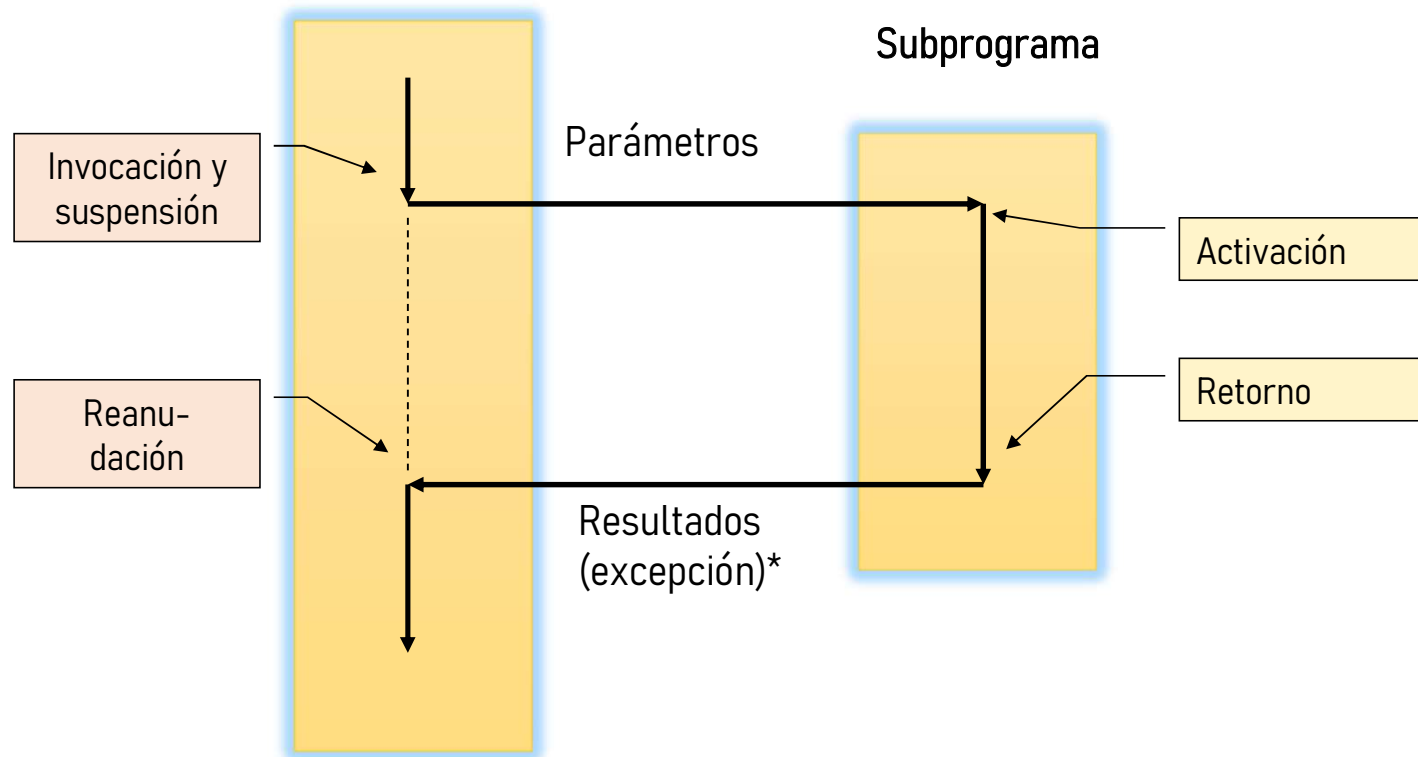 Subprograma
Parámetros
Invocación y
suspensión
Activación
Retorno
Reanu-
dación
Resultados
(excepción)*